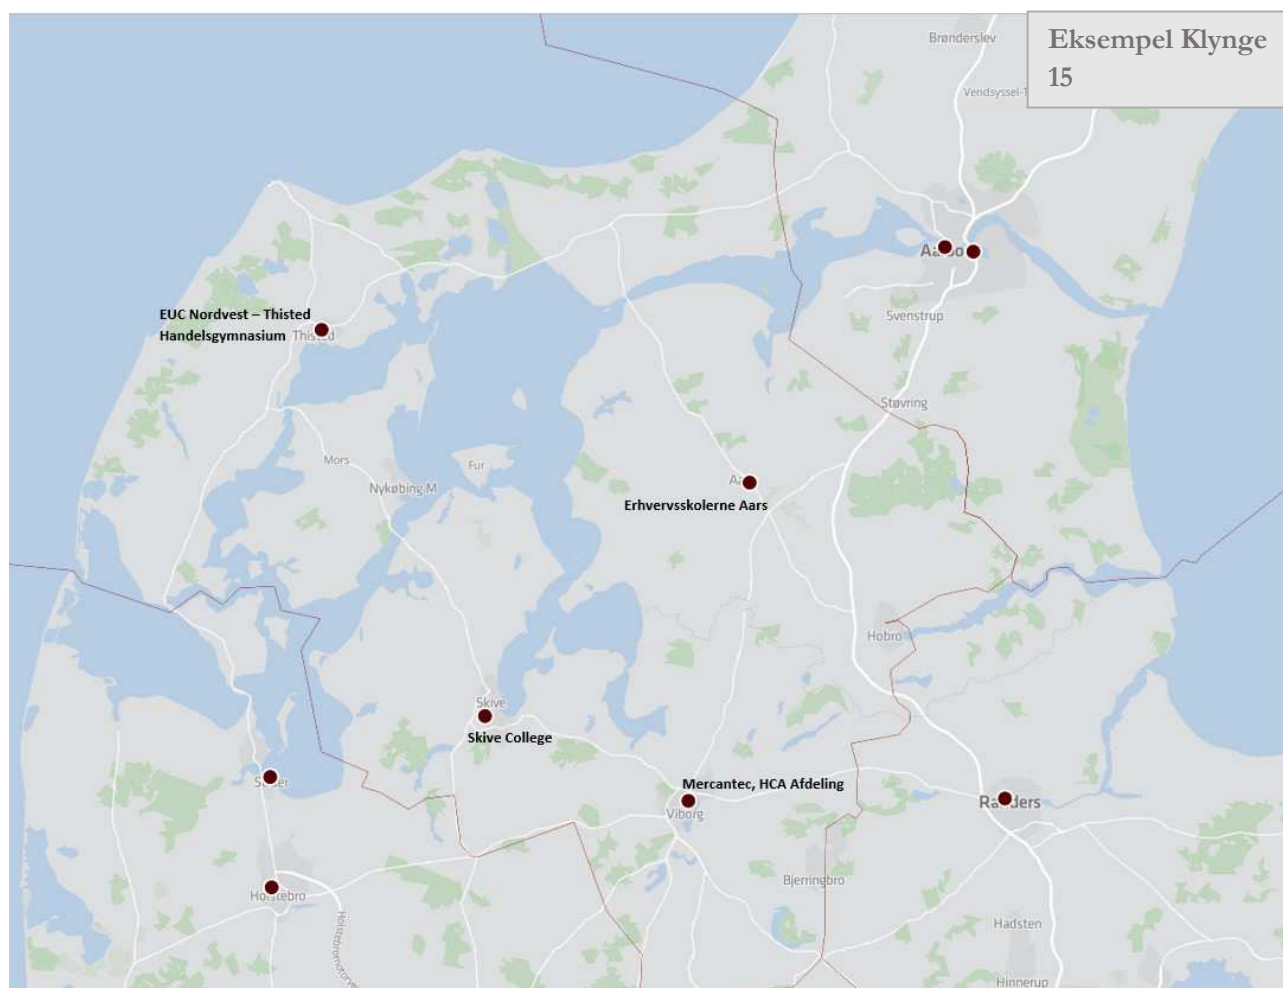 Eksempel Klynge
15
Brønderslev
Vendsyssel-
EUC Nordvest – Thisted
Handelsgymnasium
Svenstrup
Støvring
Mors
Fur
Nykøbing M
Erhvervsskolerne Aars
Hobro
Skive
Skive College
Mercantec, HCA Afdeling
Viborg
Bjerringbro
Holstebromotorve
Hadsten
Hinnerup